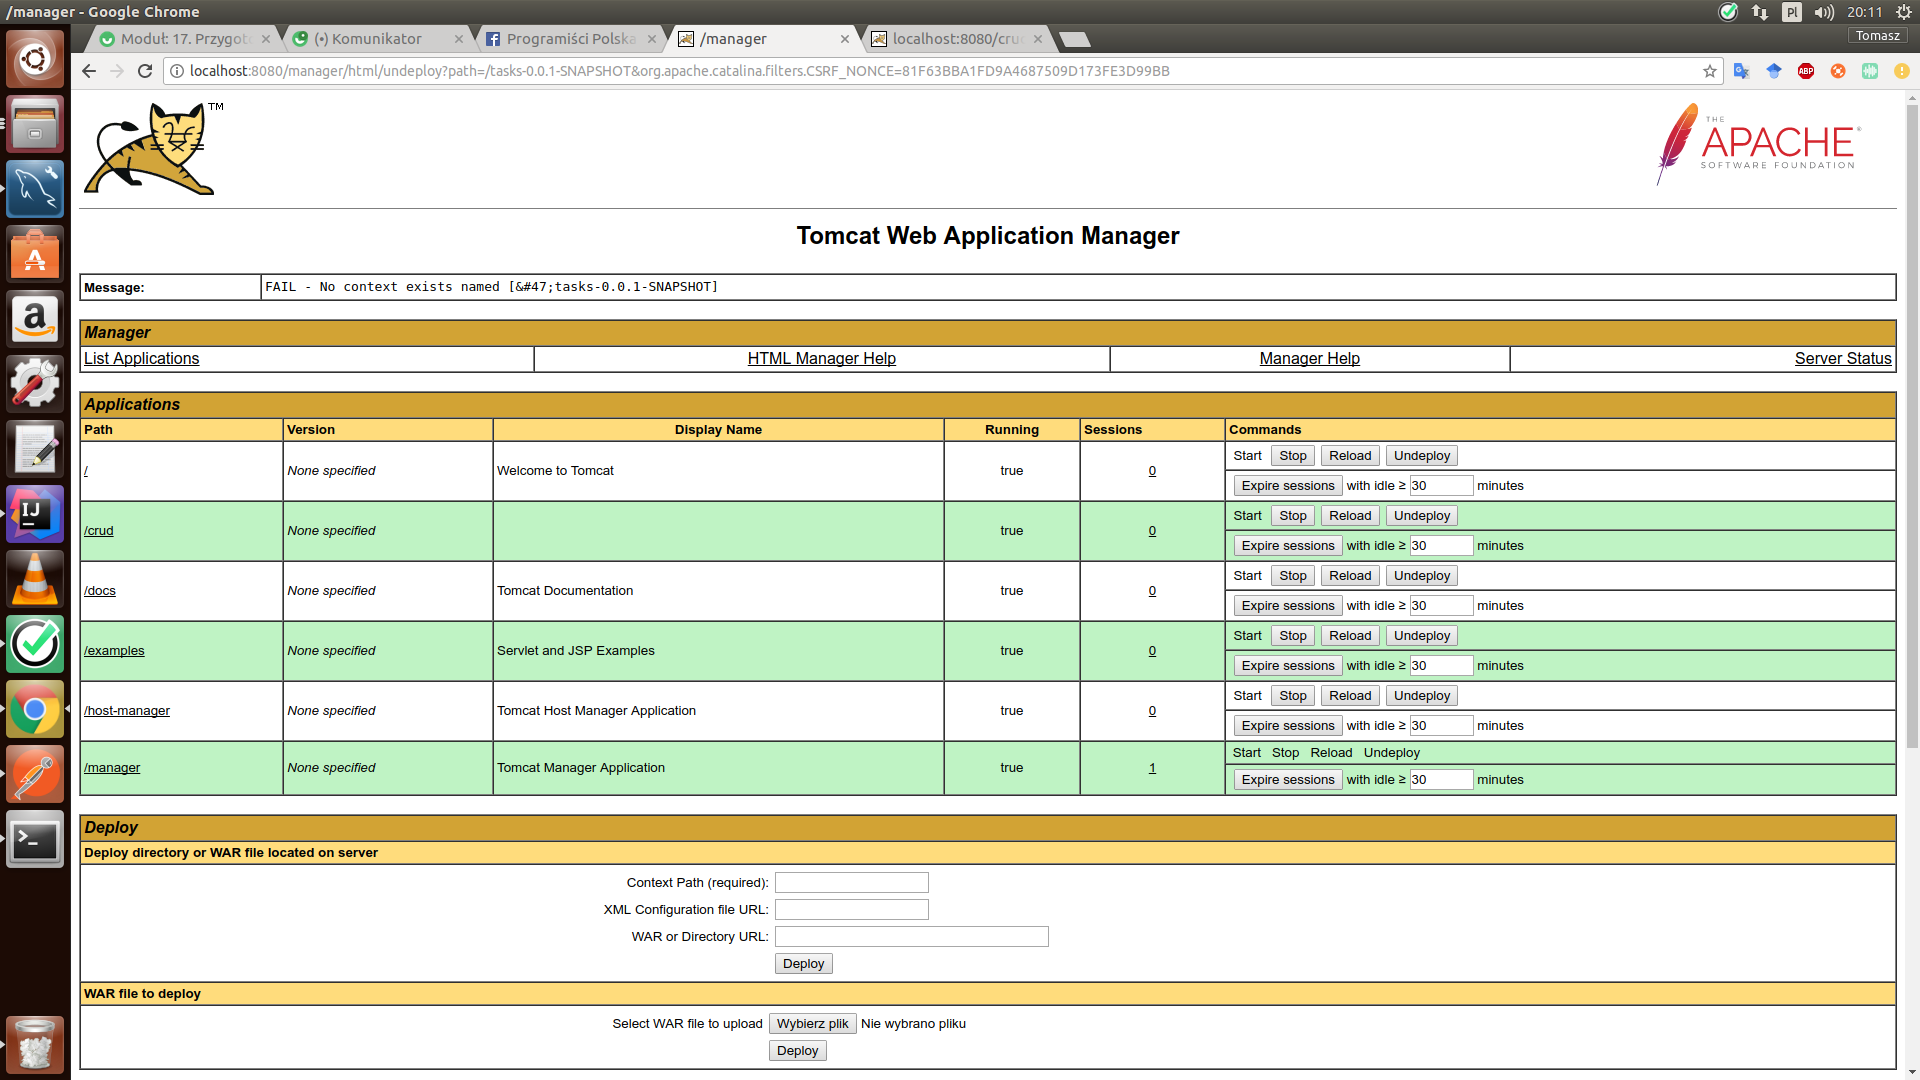 /manager - Google Chrome
Pl
20:11
Moduł: 17. Przygoto
(•) Komunikator
Programiści Polska
/manager
localhost:8080/cru
Tomasz
localhost:8080/manager/html/undeploy?path=/tasks-0.0.1-SNAPSHOT&org.apache.catalina.filters.CSRF_NONCE=81F63BBA1FD9A4687509D173FE3D99BB
ABP
TM
THE
APACHE
SOFTWARE FOUNDATION
Tomcat Web Application Manager
Message: FAIL - No context exists named [&#47;tasks-0.0.1-SNAPSHOT]
Manager
List Applications HTML Manager Help Manager Help Server Status
Applications
Path Version Display Name Running Sessions Commands
/ None specified Welcome to Tomcat true 0 Start Stop Reload Undeploy
Expire sessions with idle ≥ 30 minutes
/crud None specified true 0 Start Stop Reload Undeploy
Expire sessions with idle ≥ 30 minutes
/docs None specified Tomcat Documentation true 0 Start Stop Reload Undeploy
Expire sessions with idle ≥ 30 minutes
/examples None specified Servlet and JSP Examples true 0 Start Stop Reload Undeploy
Expire sessions with idle ≥ 30 minutes
/host-manager None specified Tomcat Host Manager Application true 0 Start Stop Reload Undeploy
Expire sessions with idle ≥ 30 minutes
/manager None specified Tomcat Manager Application true 1 Start Stop Reload Undeploy
Expire sessions with idle ≥ 30 minutes
Deploy
Deploy directory or WAR file located on server
Context Path (required):
XML Configuration file URL:
WAR or Directory URL:
Deploy
WAR file to deploy
Select WAR file to upload Wybierz plik Nie wybrano pliku
Deploy